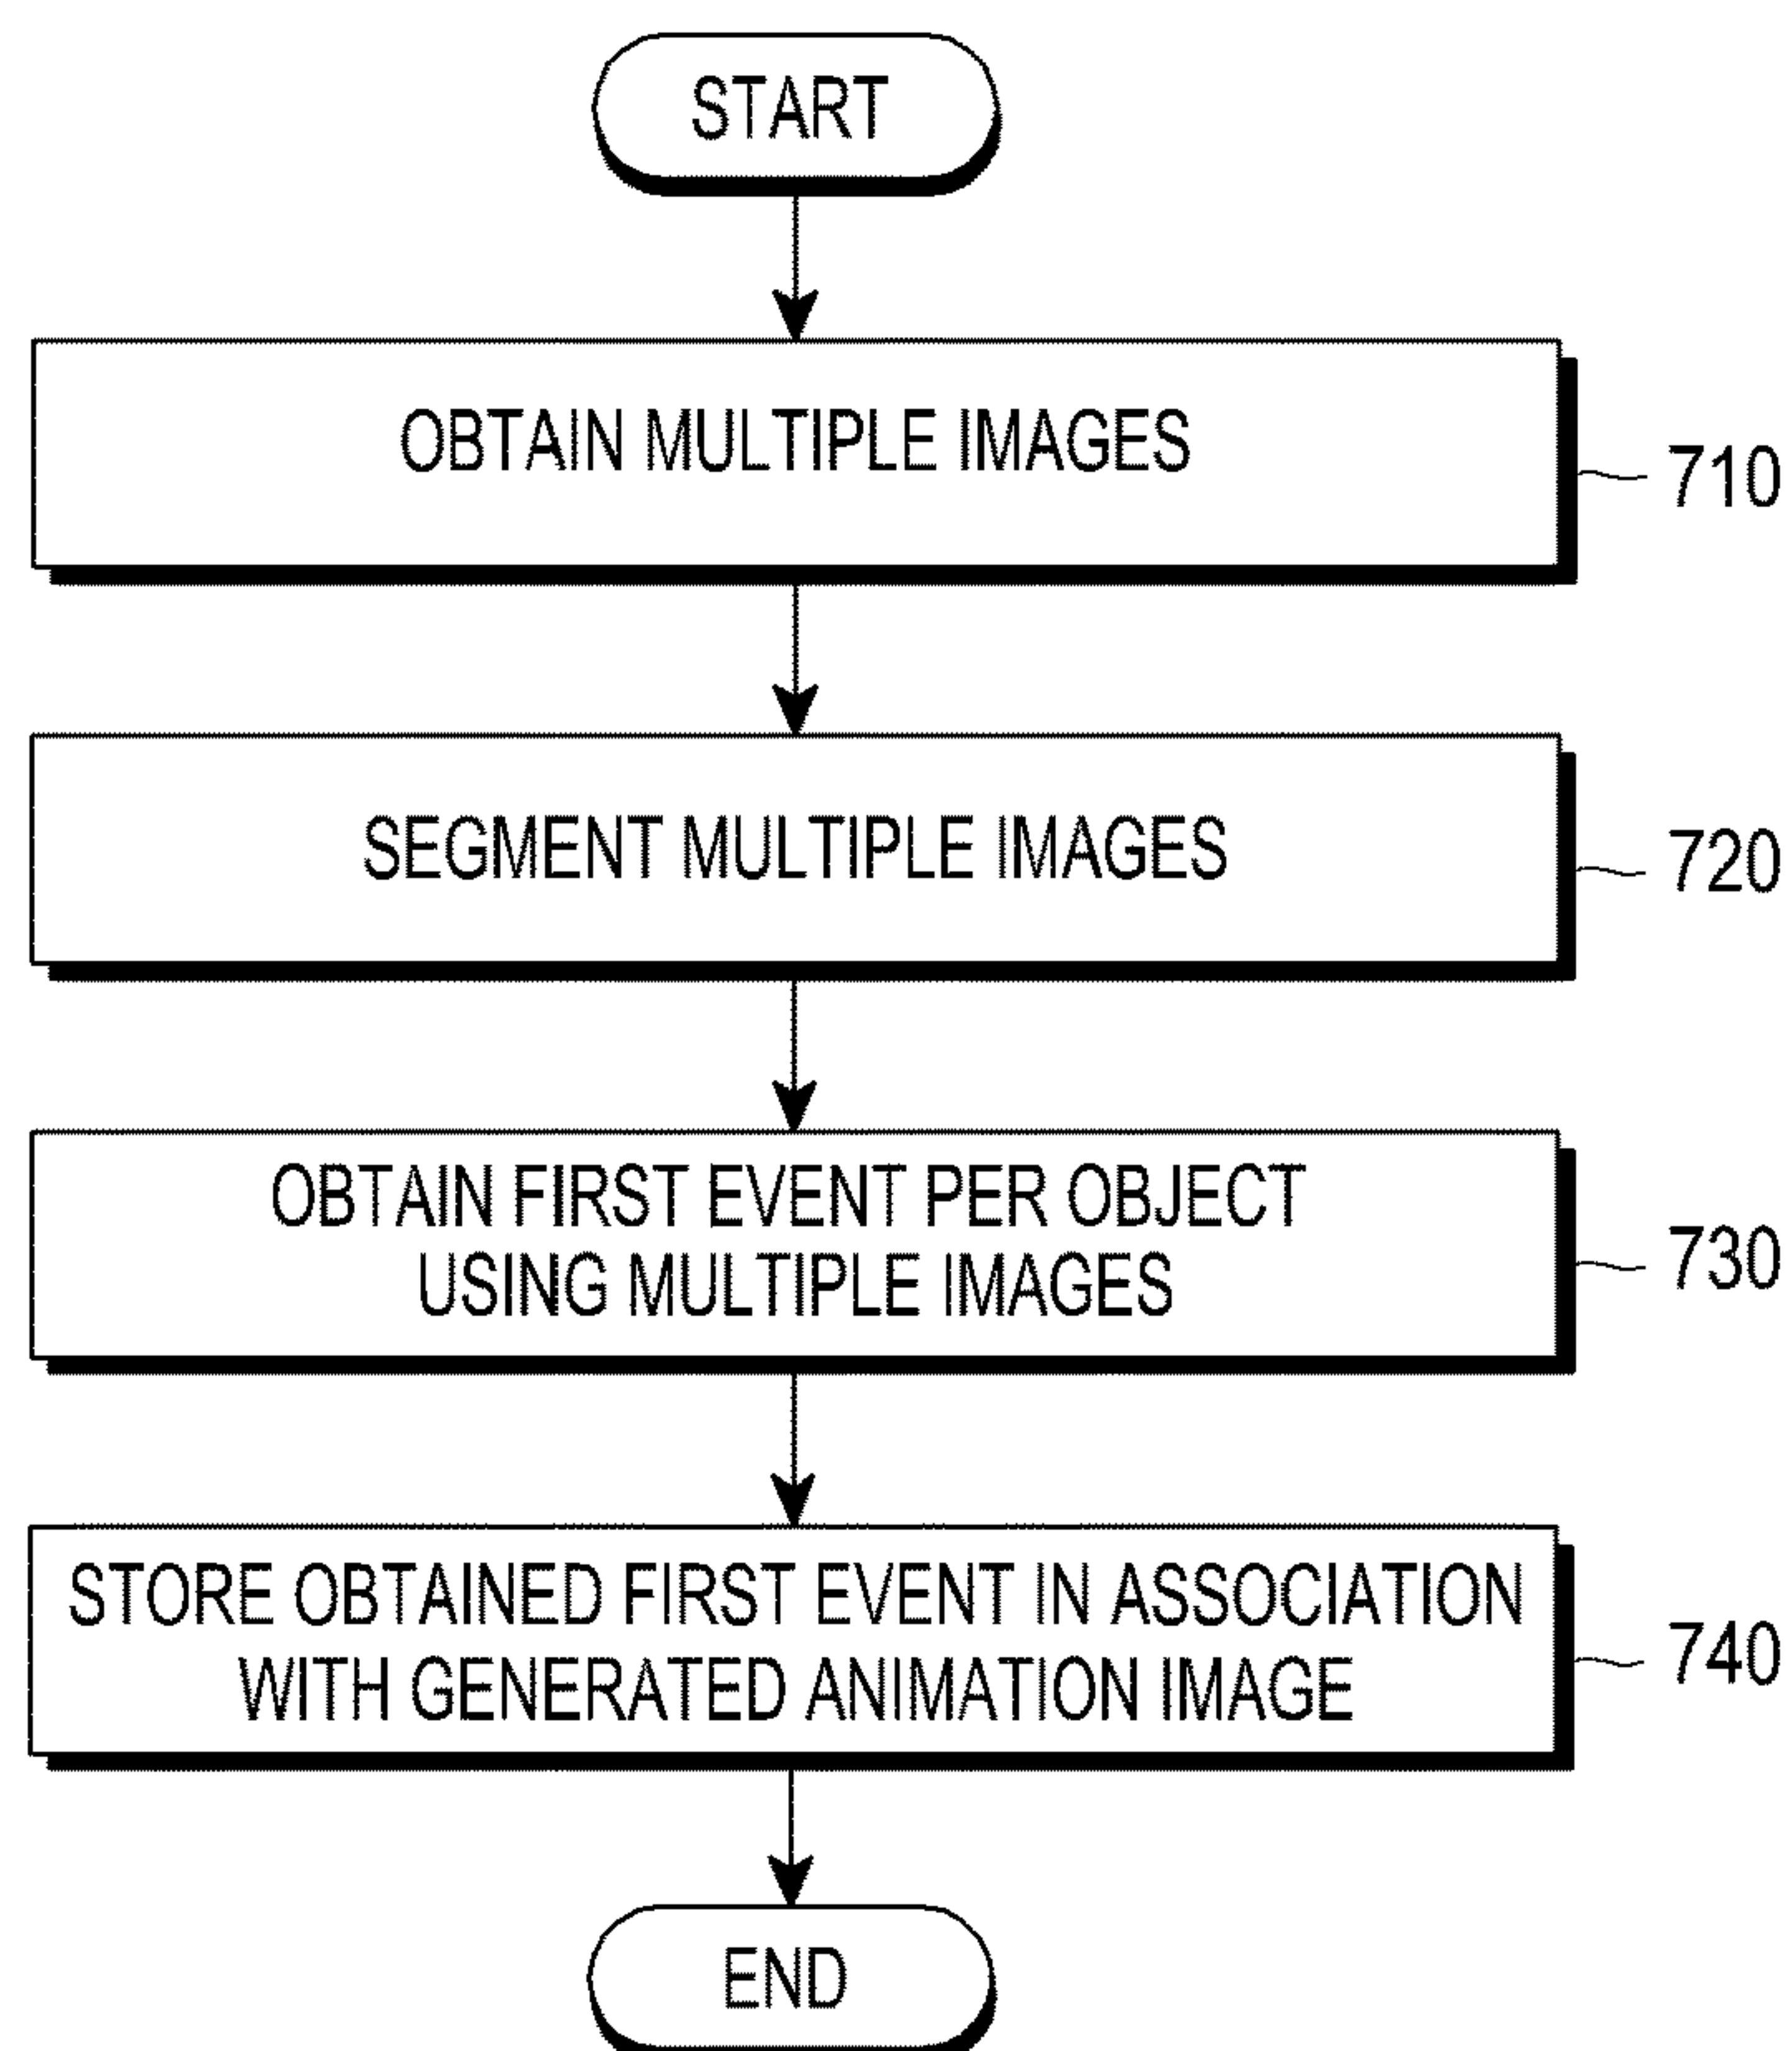 START
OBTAIN MULTIPLE IMAGES
710
SEGMENT MULTIPLE IMAGES
720
OBTAIN FIRST EVENT PER OBJECT
USING MULTIPLE IMAGES
730
STORE OBTAINED FIRST EVENT IN ASSOCIATION
WITH GENERATED ANIMATION IMAGE
740
END